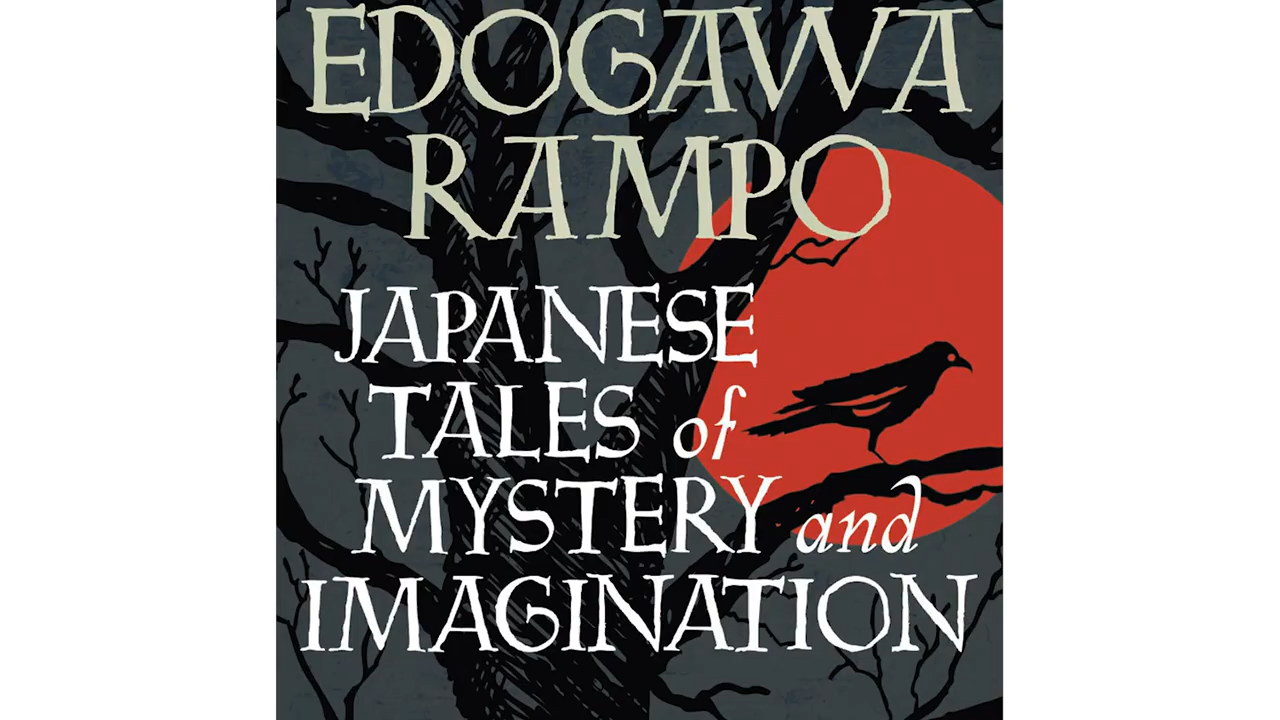 EDOGAWA
RAMPO
JAPANESE
TALES of
MYSTERY and
IMAGINATION